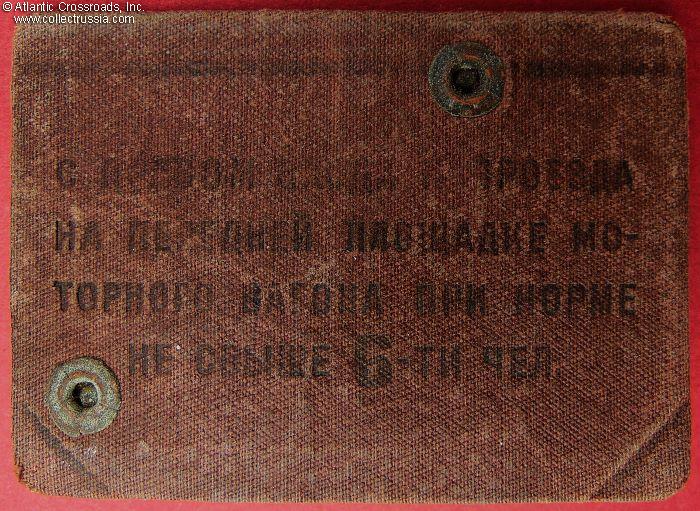 © Atlantic Crossroads, Inc.
www.collectrussia.com
С ПРАВОМ ВХОДА И ПРОЕЗДА
НА ПЕРЕДНЕЙ ПЛОЩАДКЕ МО-
ТОРНОГО ВАГОНА ПРИ НОРМЕ
НЕ СВЫШЕ 6-ТИ ЧЕЛ.